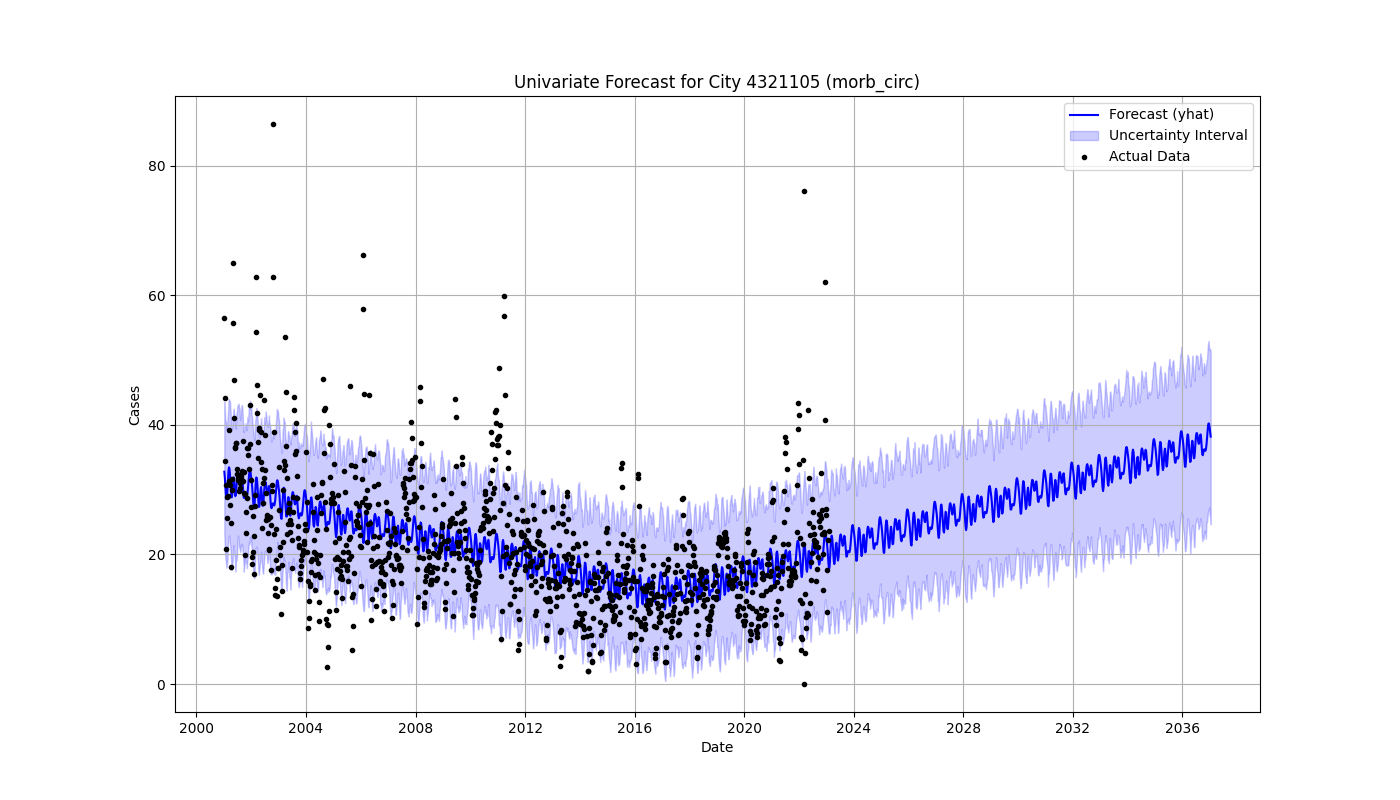 Univariate Forecast for City 4321105 (morb_circ)
Forecast (yhat)
Uncertainty Interval
Actual Data
Cases
80
60
40
20
0
2000 2004 2008 2012 2016 2020 2024 2028 2032 2036
Date